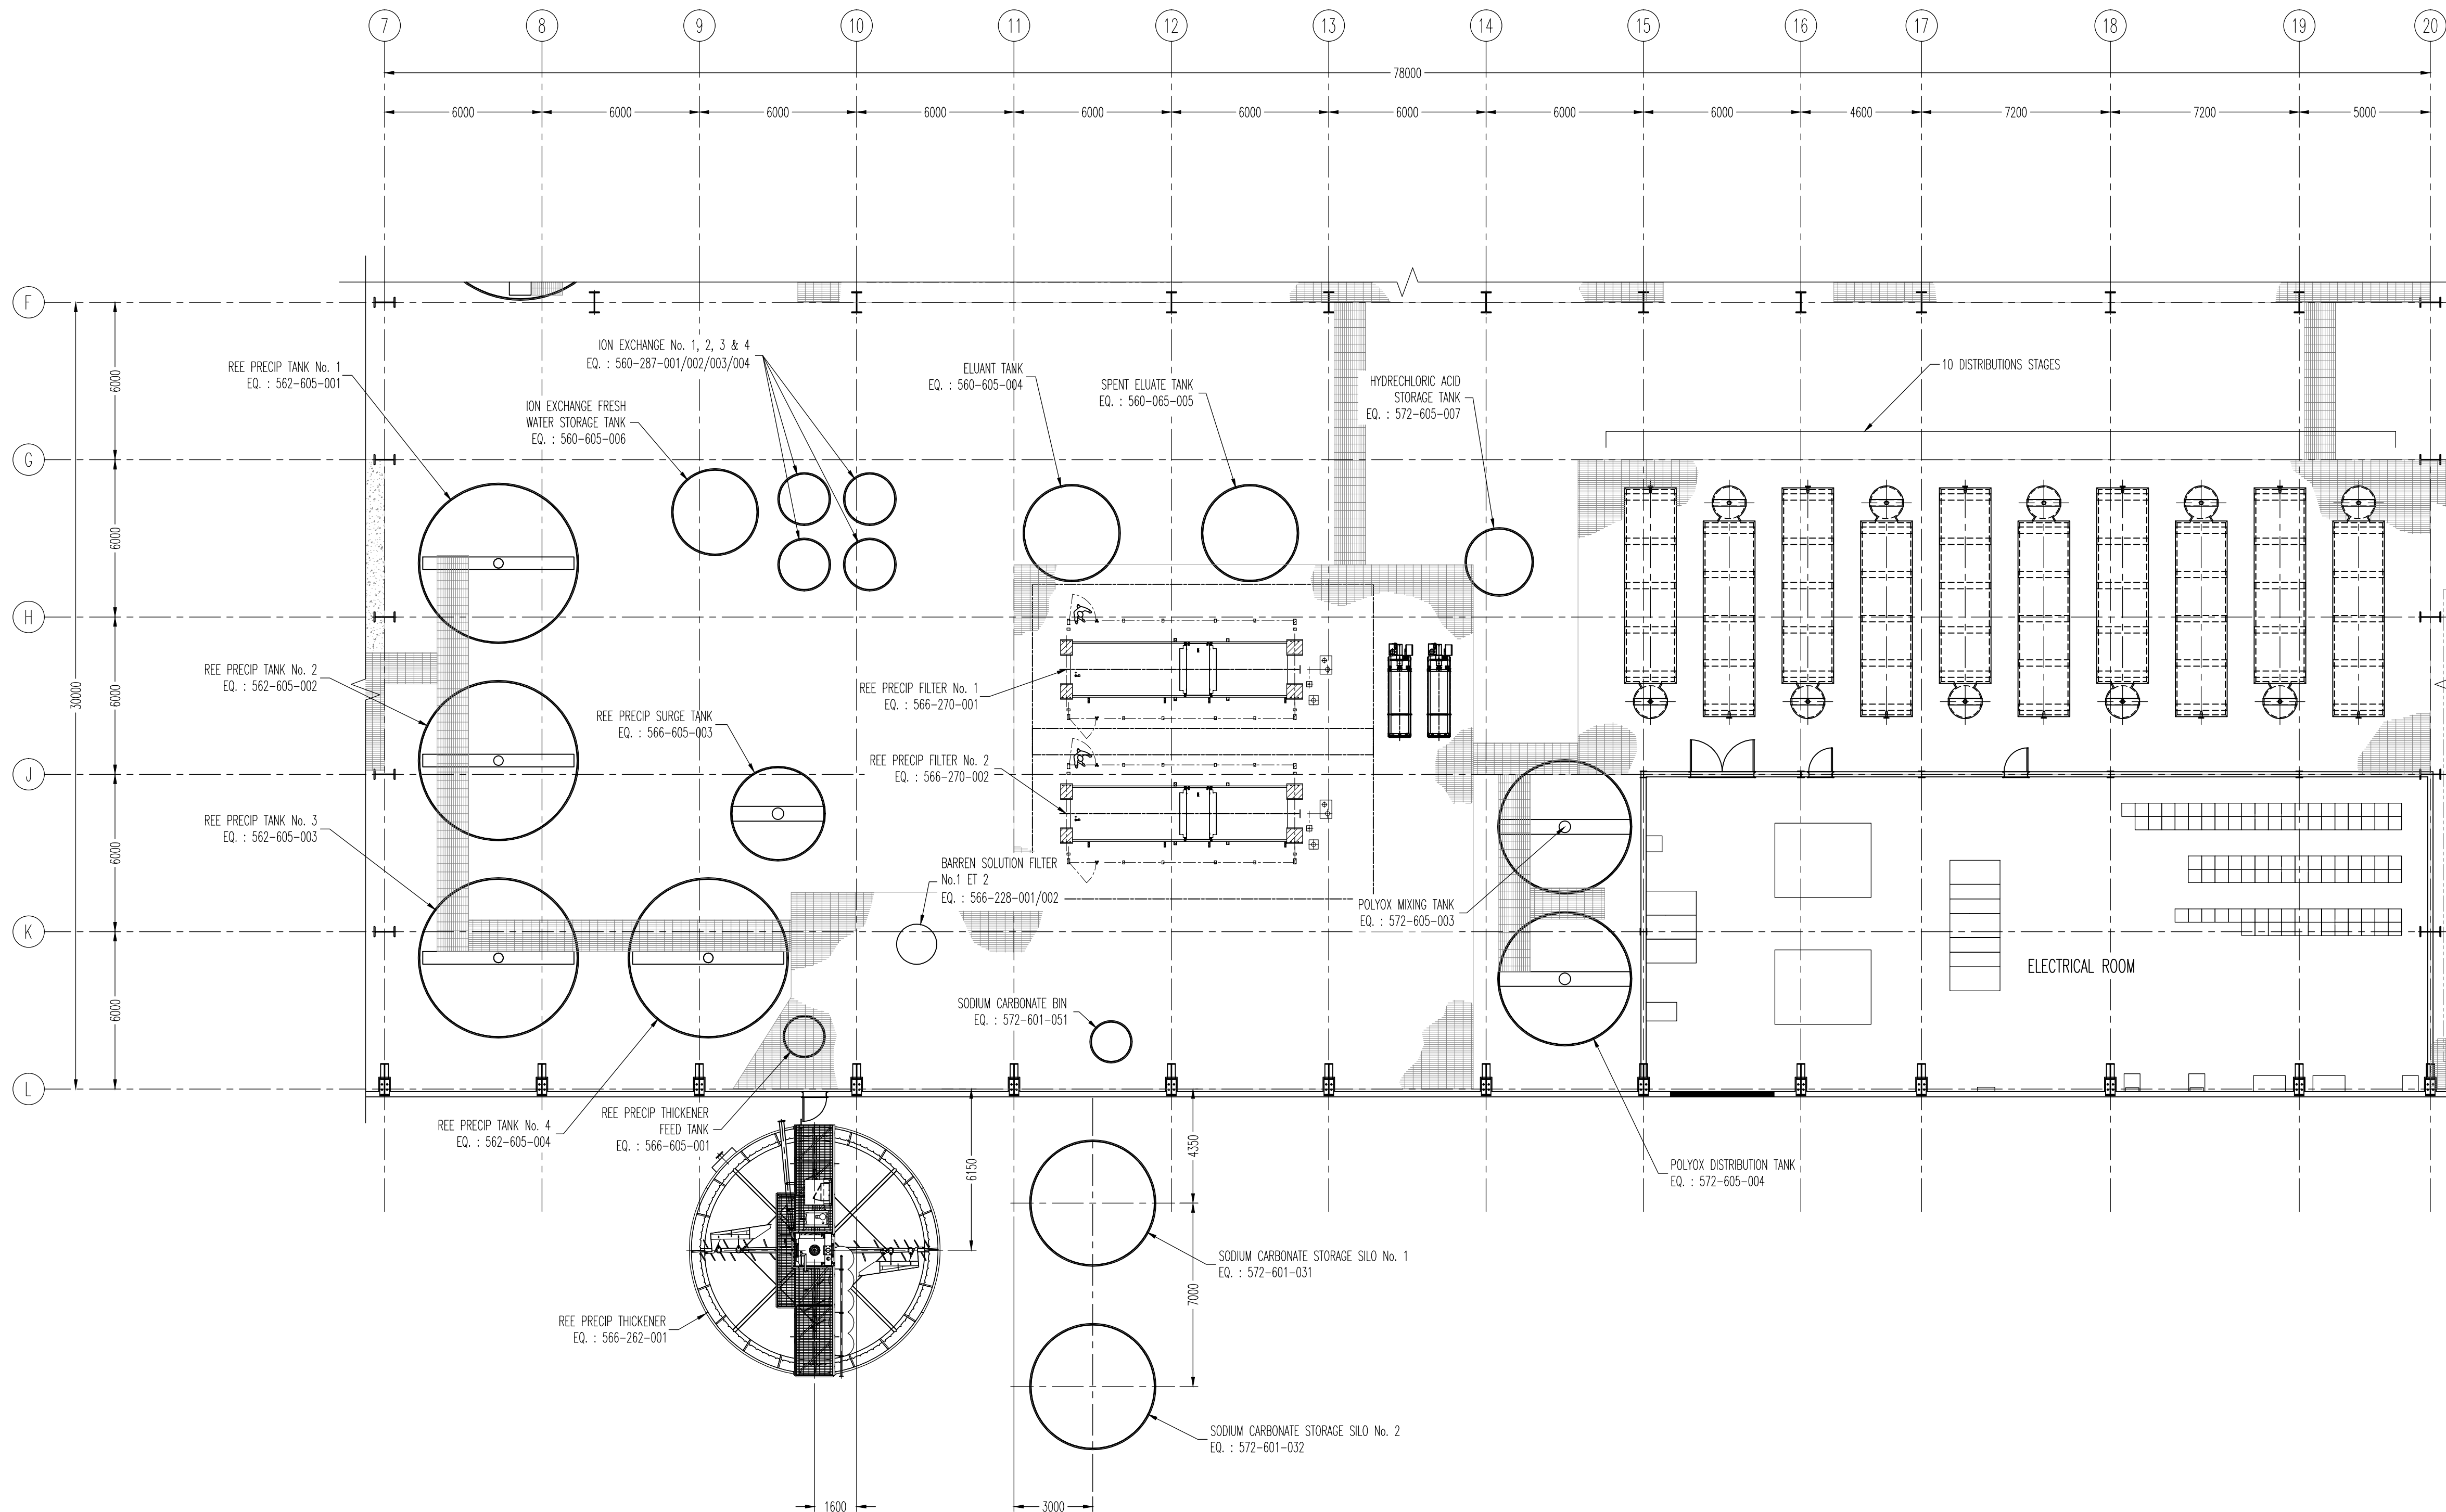 7 8 9 10 11 12 13 14 15 16 17 18 19 20
78000
6000 6000 6000 6000 6000 6000 6000 6000 6000 4600 7200 7200 5000
F
G
H
J
K
L
30000
6000
6000
6000
6000
6000
REE PRECIP TANK No. 1
EQ. : 562-605-001
ION EXCHANGE No. 1, 2, 3 & 4
EQ. : 560-287-001/002/003/004
ION EXCHANGE FRESH
WATER STORAGE TANK
EQ. : 560-605-006
ELUANT TANK
EQ. : 560-605-004
SPENT ELUATE TANK
EQ. : 560-065-005
HYDRECHLORIC ACID
STORAGE TANK
EQ. : 572-605-007
10 DISTRIBUTIONS STAGES
REE PRECIP TANK No. 2
EQ. : 562-605-002
REE PRECIP SURGE TANK
EQ. : 566-605-003
REE PRECIP FILTER No. 1
EQ. : 566-270-001
REE PRECIP FILTER No. 2
EQ. : 566-270-002
REE PRECIP TANK No. 3
EQ. : 562-605-003
BARREN SOLUTION FILTER
No.1 ET 2
EQ. : 566-228-001/002
POLYOX MIXING TANK
EQ. : 572-605-003
ELECTRICAL ROOM
SODIUM CARBONATE BIN
EQ. : 572-601-051
REE PRECIP TANK No. 4
EQ. : 562-605-004
REE PRECIP THICKENER
FEED TANK
EQ. : 566-605-001
6150
4350
POLYOX DISTRIBUTION TANK
EQ. : 572-605-004
SODIUM CARBONATE STORAGE SILO No. 1
EQ. : 572-601-031
7000
REE PRECIP THICKENER
EQ. : 566-262-001
SODIUM CARBONATE STORAGE SILO No. 2
EQ. : 572-601-032
1600
3000